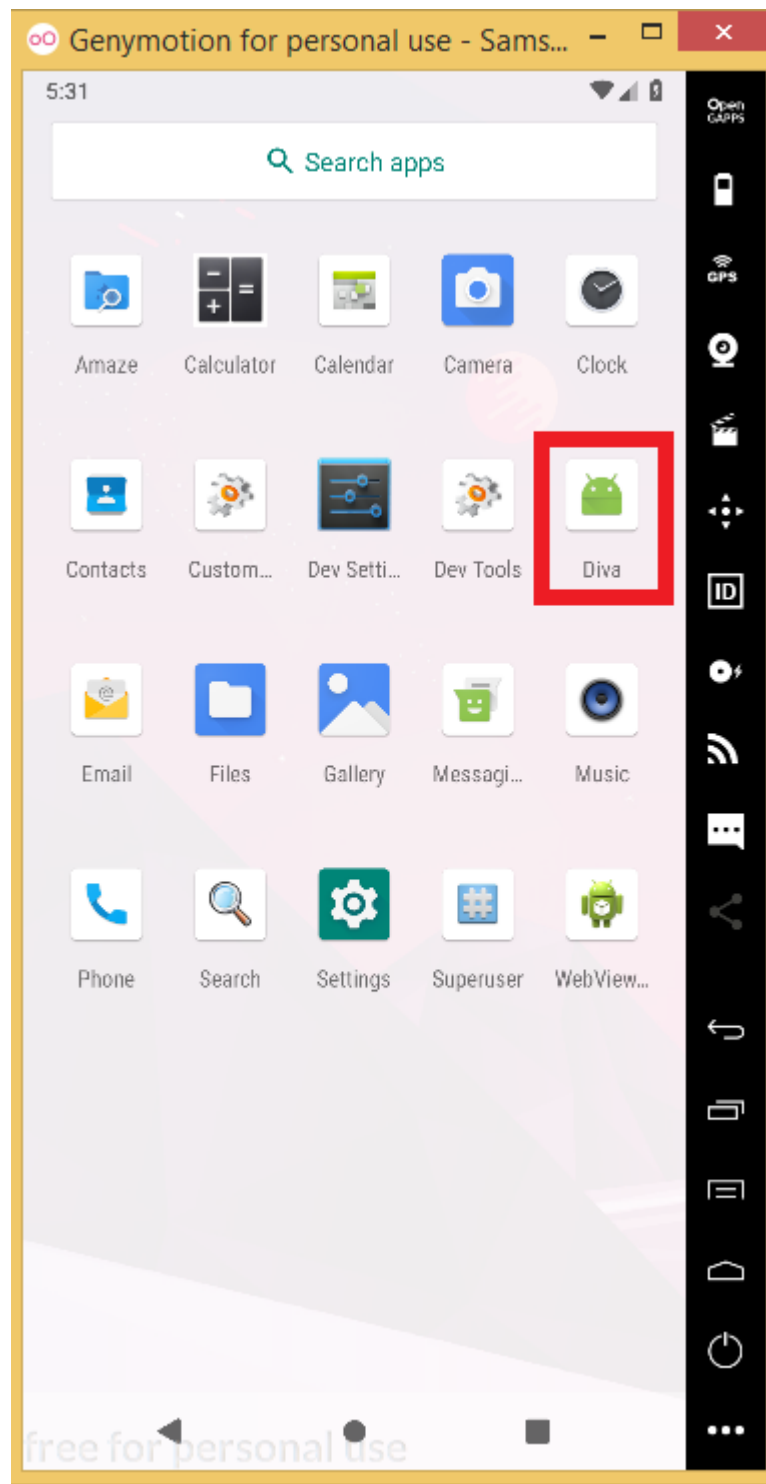 Genymotion for personal use - Sams...
5:31
Open
GAPPS
Search apps
GPS
Amaze Calculator Calendar Camera Clock
Contacts Custom... Dev Setti... Dev Tools Diva
ID
Email Files Gallery Messagi... Music
Phone Search Settings Superuser WebView...
free for personal use